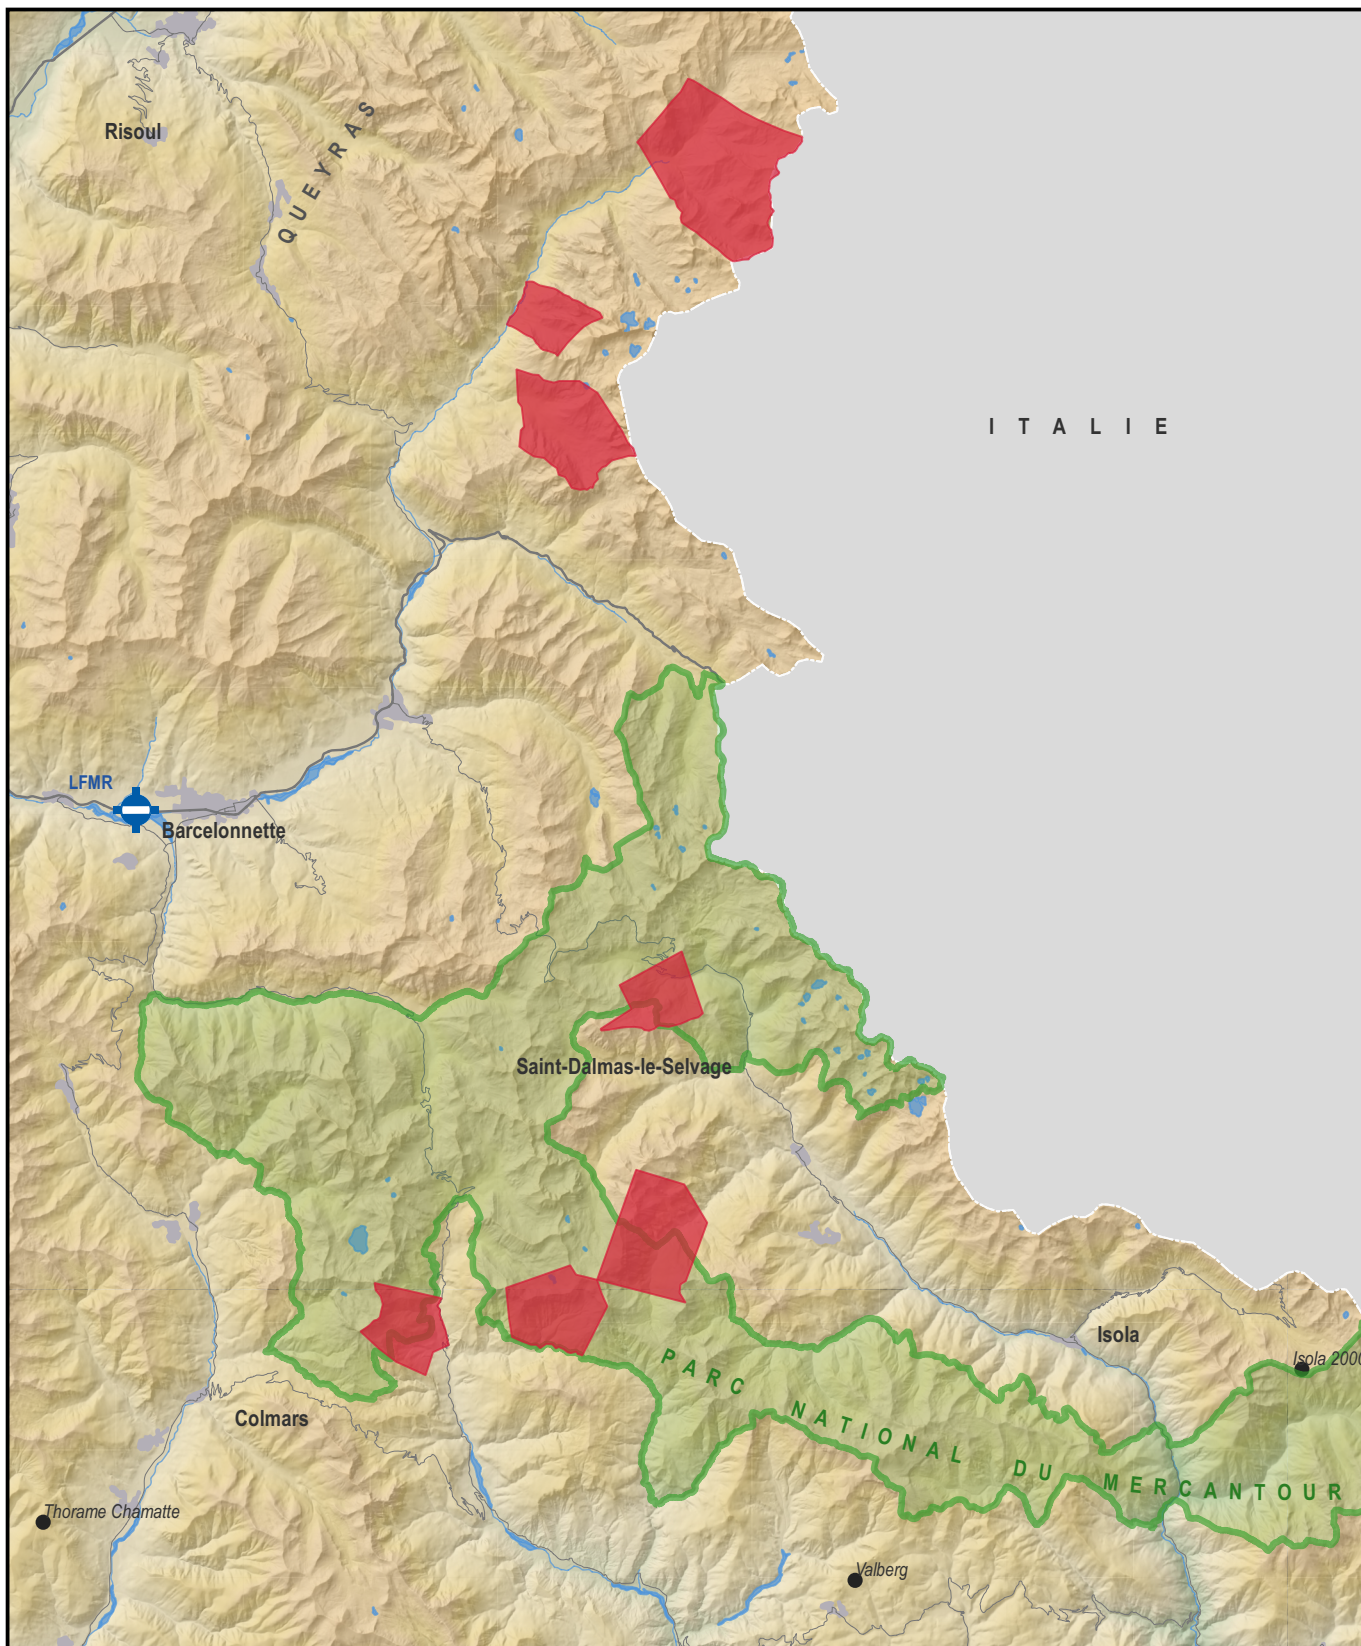 Risoul
QUEYRAS
ITALIE
LFMR
Barcelonnette
Saint-Dalmas-le-Selvage
Isola
Isola 2000
PARC NATIONAL DU MERCANTOUR
Colmars
Thorame Chamatte
Valberg